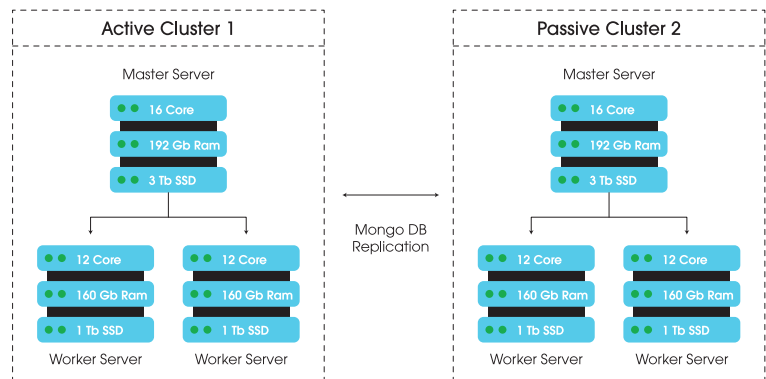 Active Cluster 1
Master Server
16 Core
192 Gb Ram
3 Tb SSD
12 Core
160 Gb Ram
1 Tb SSD
Worker Server
12 Core
160 Gb Ram
1 Tb SSD
Worker Server
Mongo DB
Replication
Passive Cluster 2
Master Server
16 Core
192 Gb Ram
3 Tb SSD
12 Core
160 Gb Ram
1 Tb SSD
Worker Server
12 Core
160 Gb Ram
1 Tb SSD
Worker Server